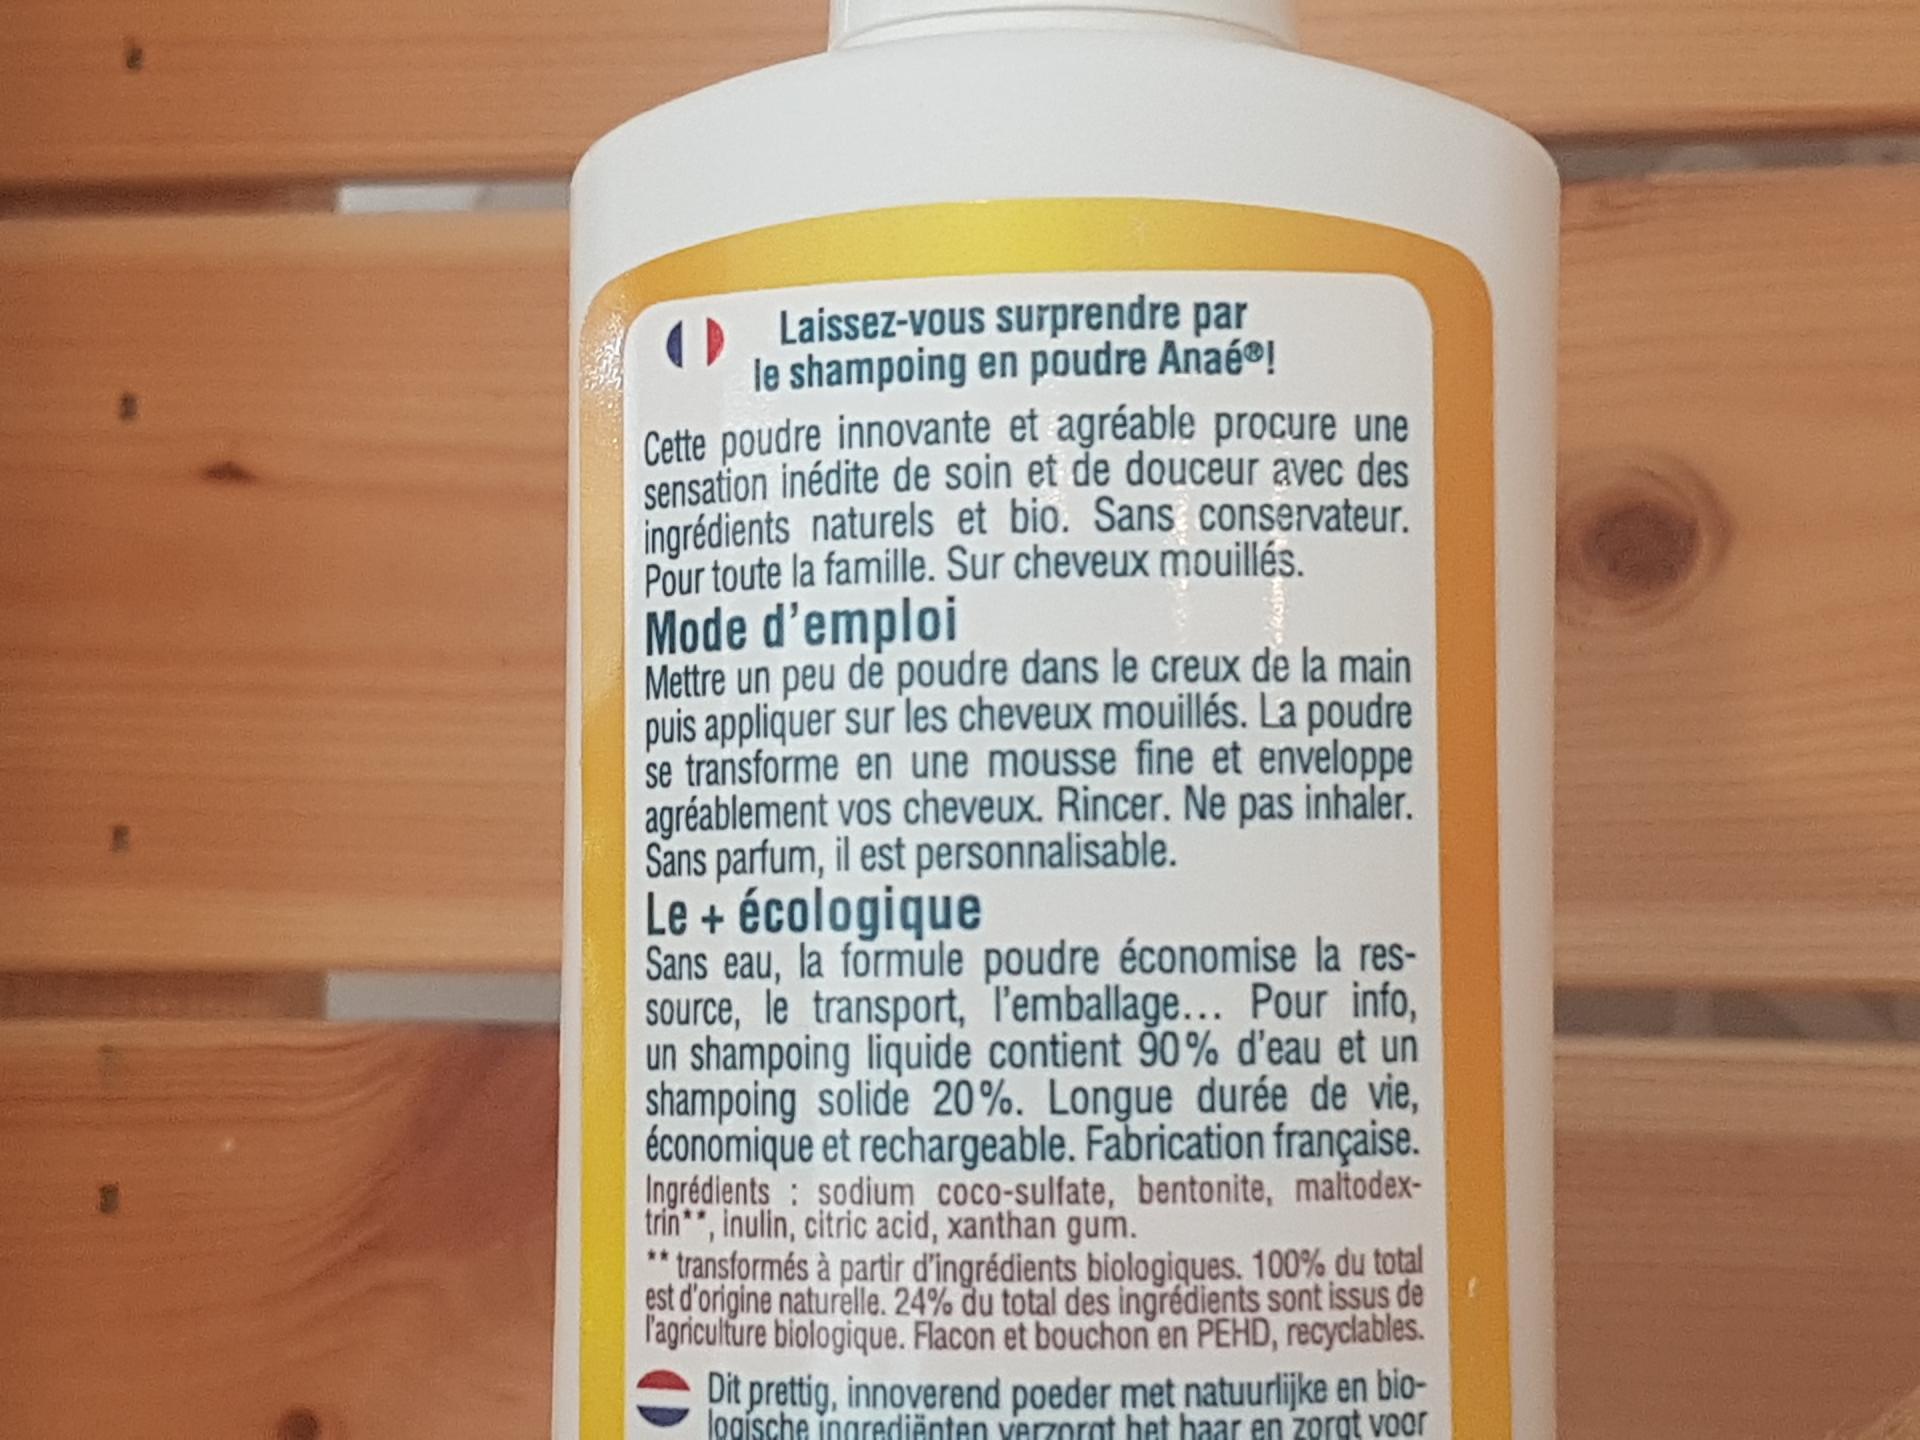 Laissez-vous surprendre par
le shampoing en poudre Anaé®!
Cette poudre innovante et agréable procure une
sensation inédite de soin et de douceur avec des
ingrédients naturels et bio. Sans conservateur.
Pour toute la famille. Sur cheveux mouillés.
Mode d'emploi
Mettre un peu de poudre dans le creux de la main
puis appliquer sur les cheveux mouillés. La poudre
se transforme en une mousse fine et enveloppe
agréablement vos cheveux. Rincer. Ne pas inhaler.
Sans parfum, il est personnalisable.
Le + écologique
Sans eau, la formule poudre économise la res-
source, le transport, l'emballage... Pour info,
un shampoing liquide contient 90% d'eau et un
shampoing solide 20%. Longue durée de vie,
économique et rechargeable. Fabrication française.
Ingrédients : sodium coco-sulfate, bentonite, maltodex-
trin**, inulin, citric acid, xanthan gum.
** transformés à partir d'ingrédients biologiques. 100% du total
est d'origine naturelle. 24% du total des ingrédients sont issus de
l'agriculture biologique. Flacon et bouchon en PEHD, recyclables.
Dit prettig, innoverend poeder met natuurlijke en bio-
logische ingrediënten verzorgt het haar en zorgt voor